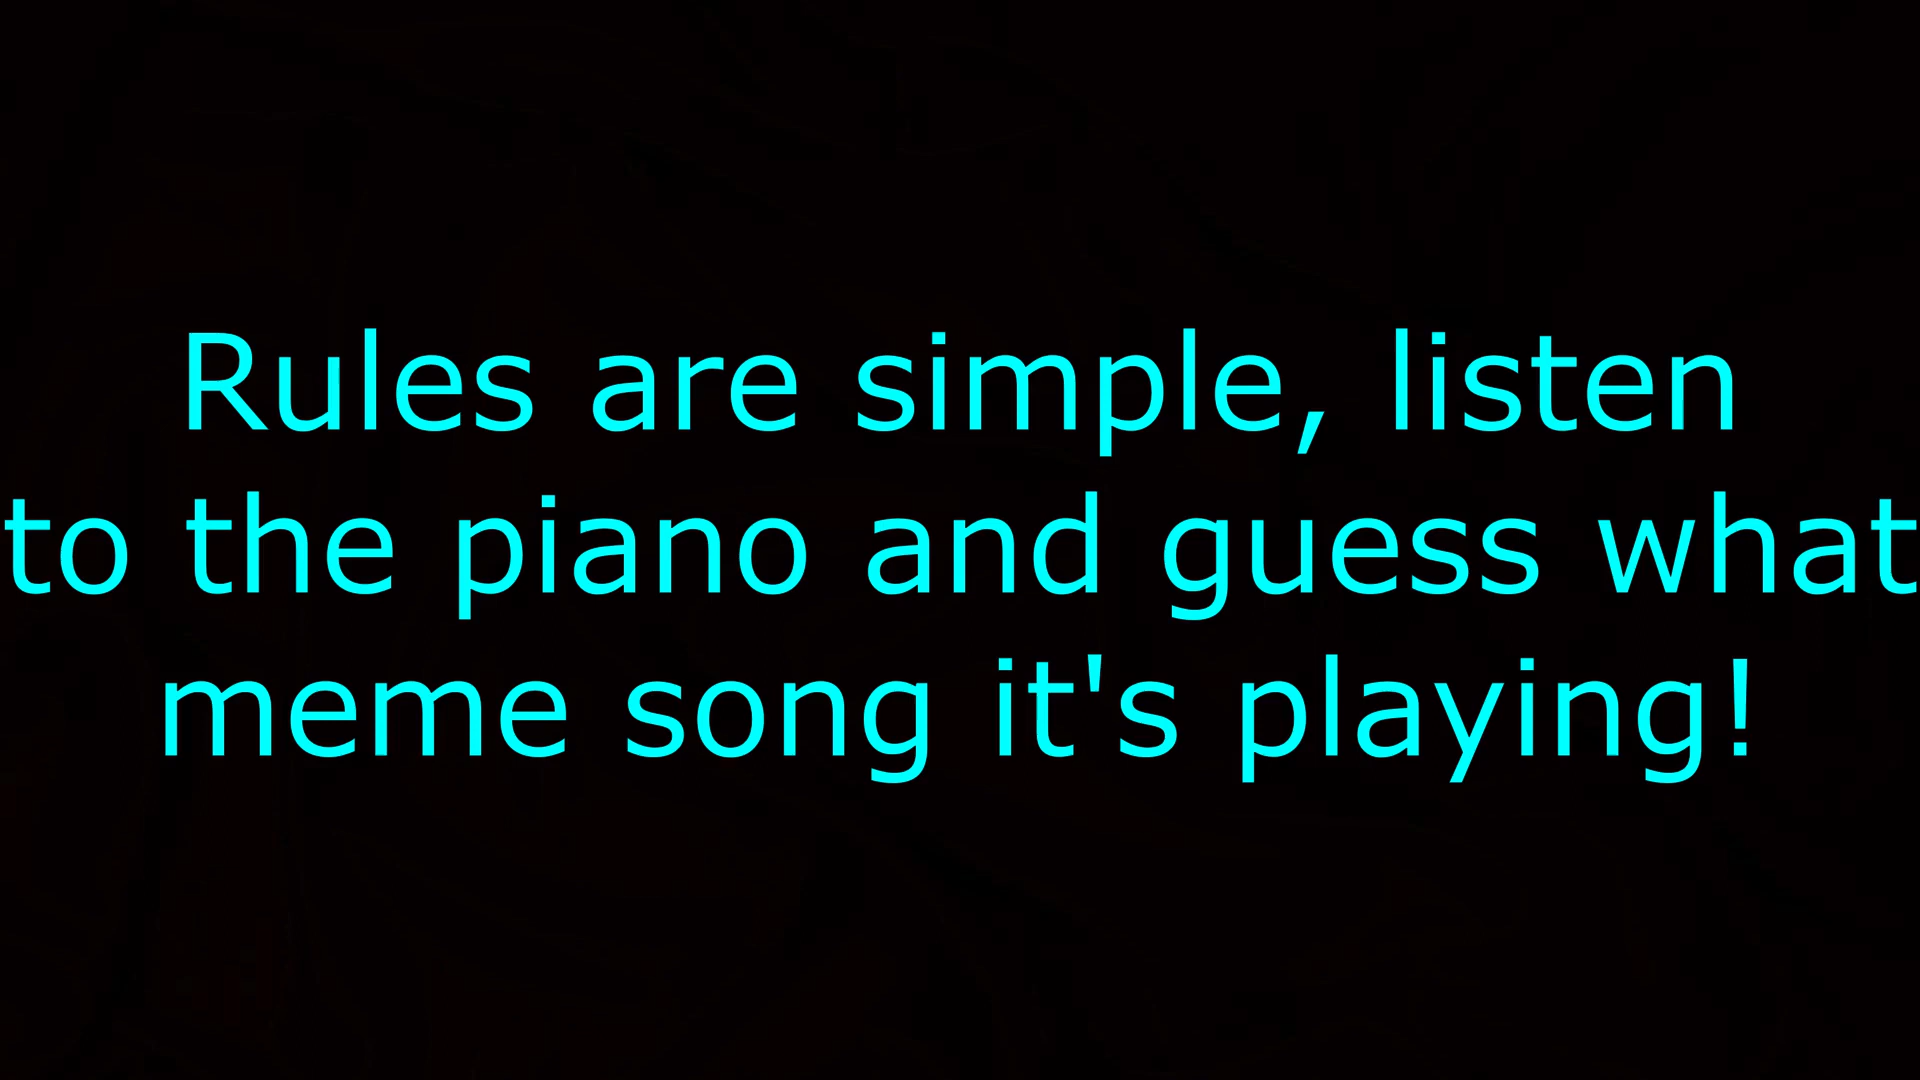 Rules are simple, listen
to the piano and guess what
meme song it's playing!